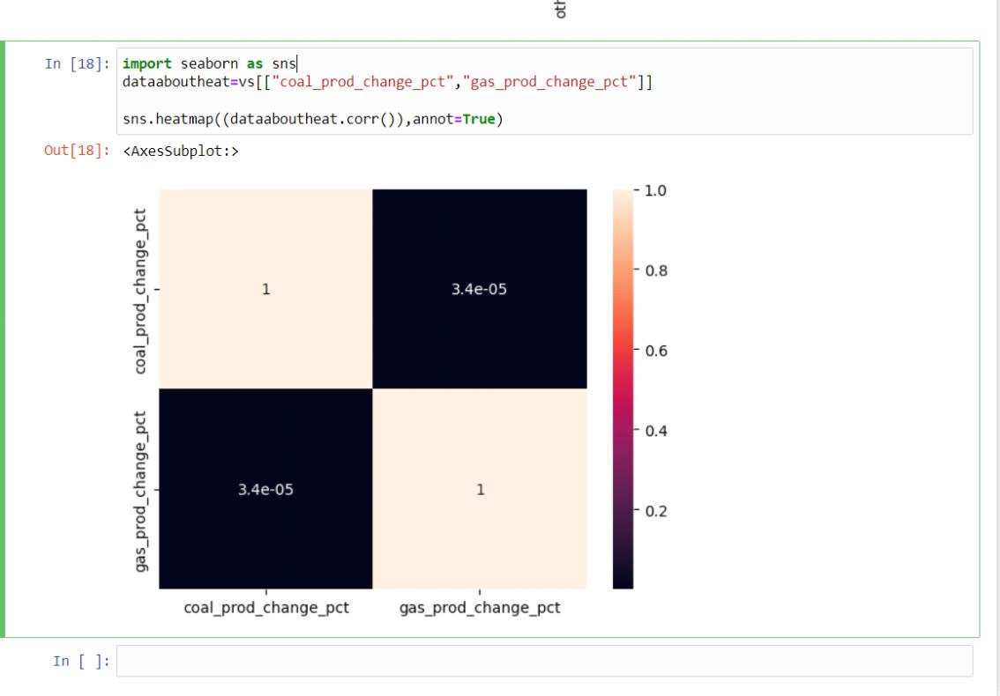 oth
In [18]: import seaborn as sns
dataaboutheat=vs[["coal_prod_change_pct","gas_prod_change_pct"]]
sns.heatmap((dataaboutheat.corr()),annot=True)
Out[18]: <AxesSubplot:>
1.0
coal_prod_change_pct
1
3.4e-05
0.8
0.6
gas_prod_change_pct
3.4e-05
1
0.4
0.2
coal_prod_change_pct
gas_prod_change_pct
In [ ]: